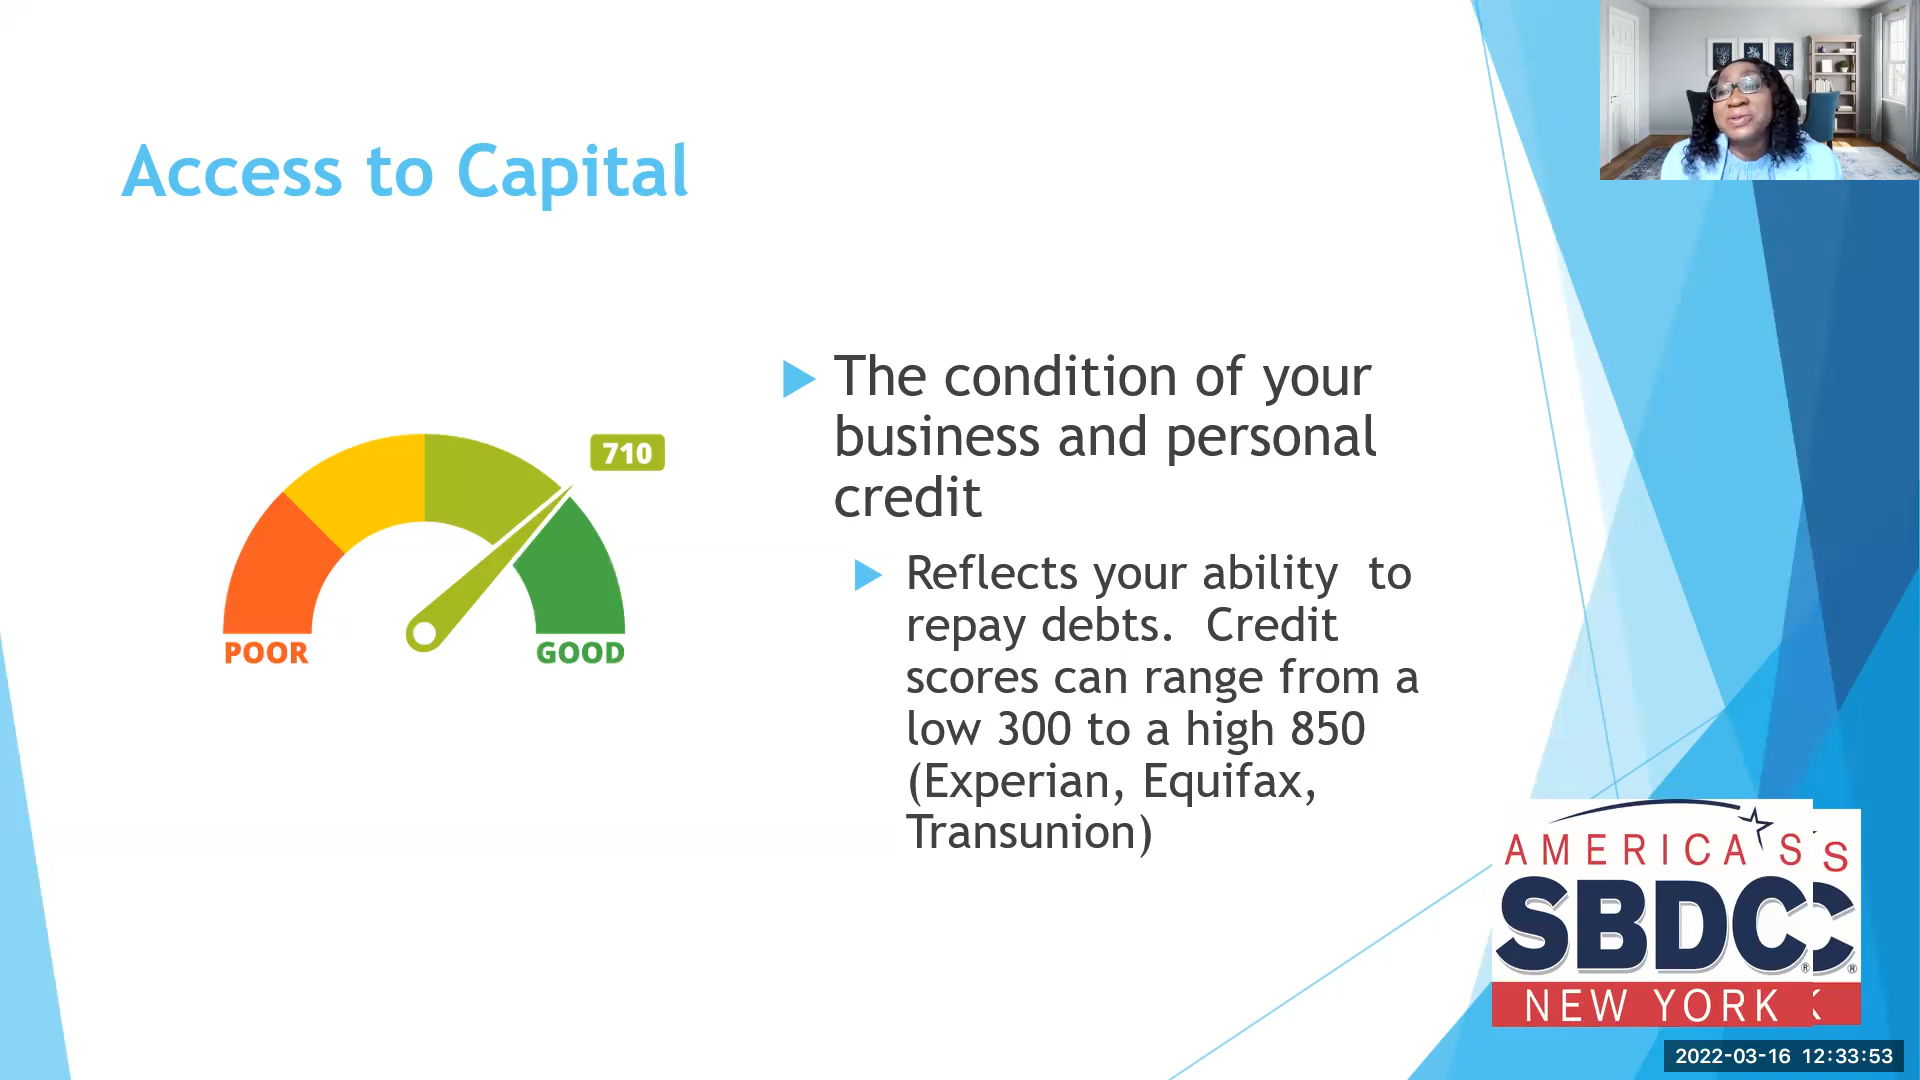 Access to Capital
710
POOR
GOOD
The condition of your
business and personal
credit
Reflects your ability  to
repay debts.  Credit
scores can range from a
low 300 to a high 850
(Experian, Equifax,
Transunion)
AMERICA'S S
SBDC C
® ®
NEW YORK K
2022-03-16 12:33:53